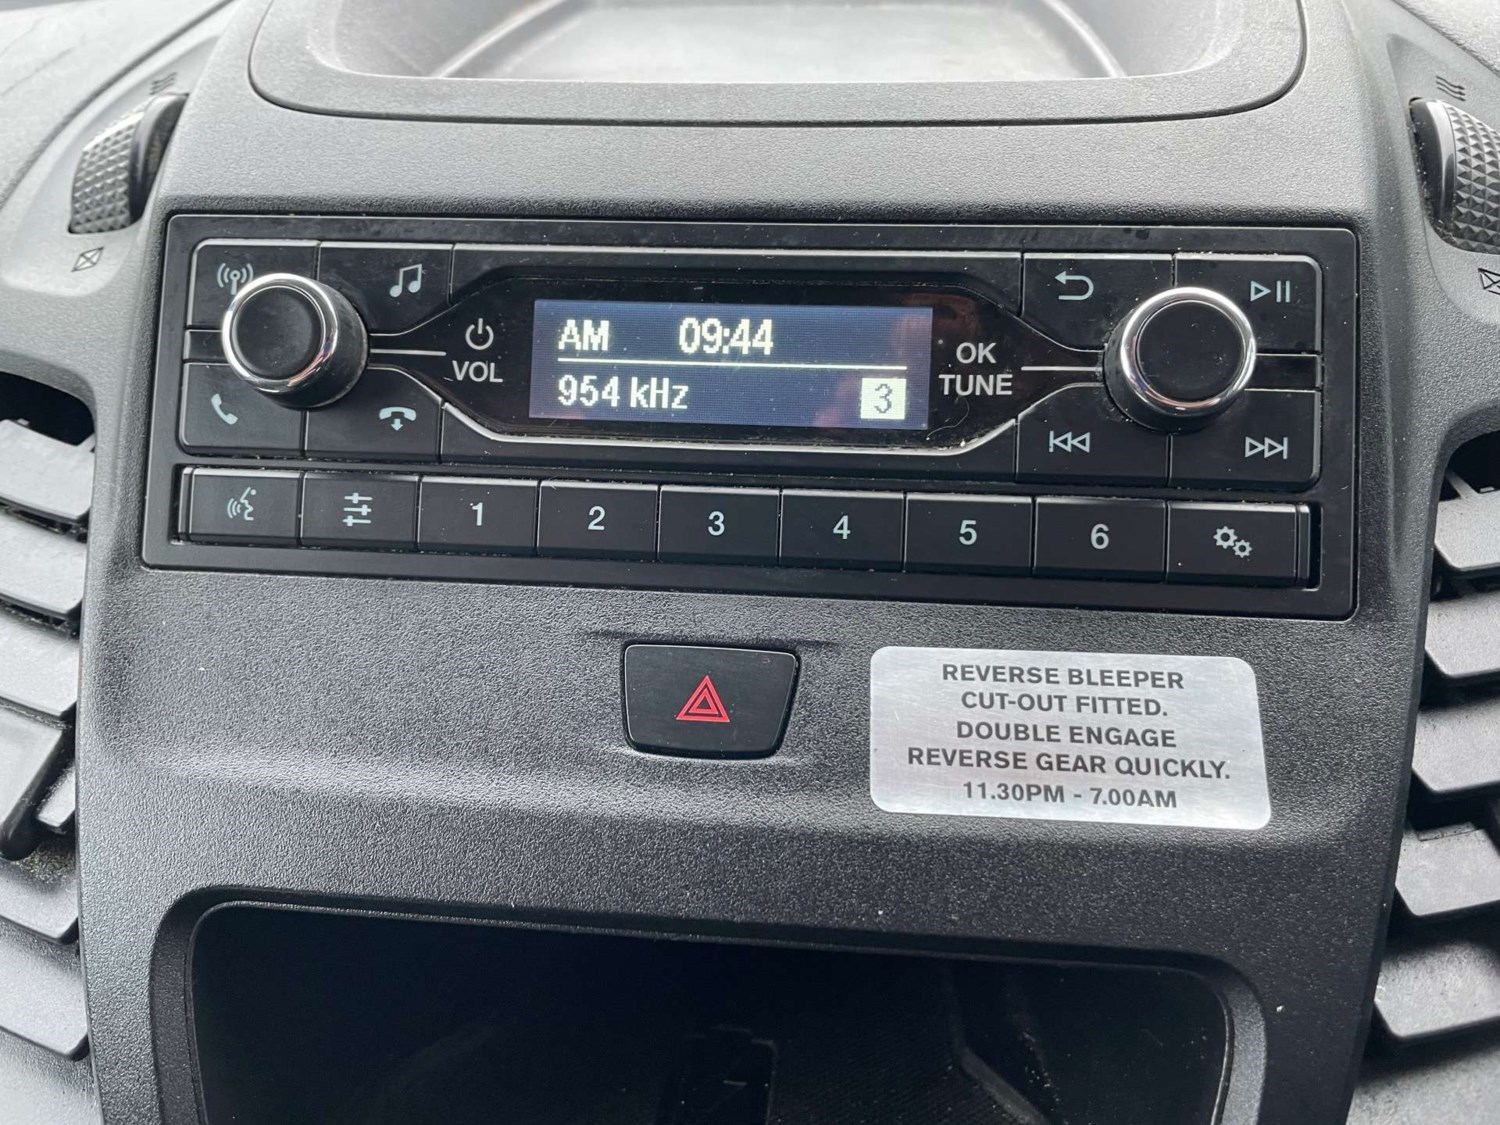 AM 09:44
954 kHz 3
VOL
OK
TUNE
1 2 3 4 5 6
REVERSE BLEEPER
CUT-OUT FITTED.
DOUBLE ENGAGE
REVERSE GEAR QUICKLY.
11.30PM - 7.00AM